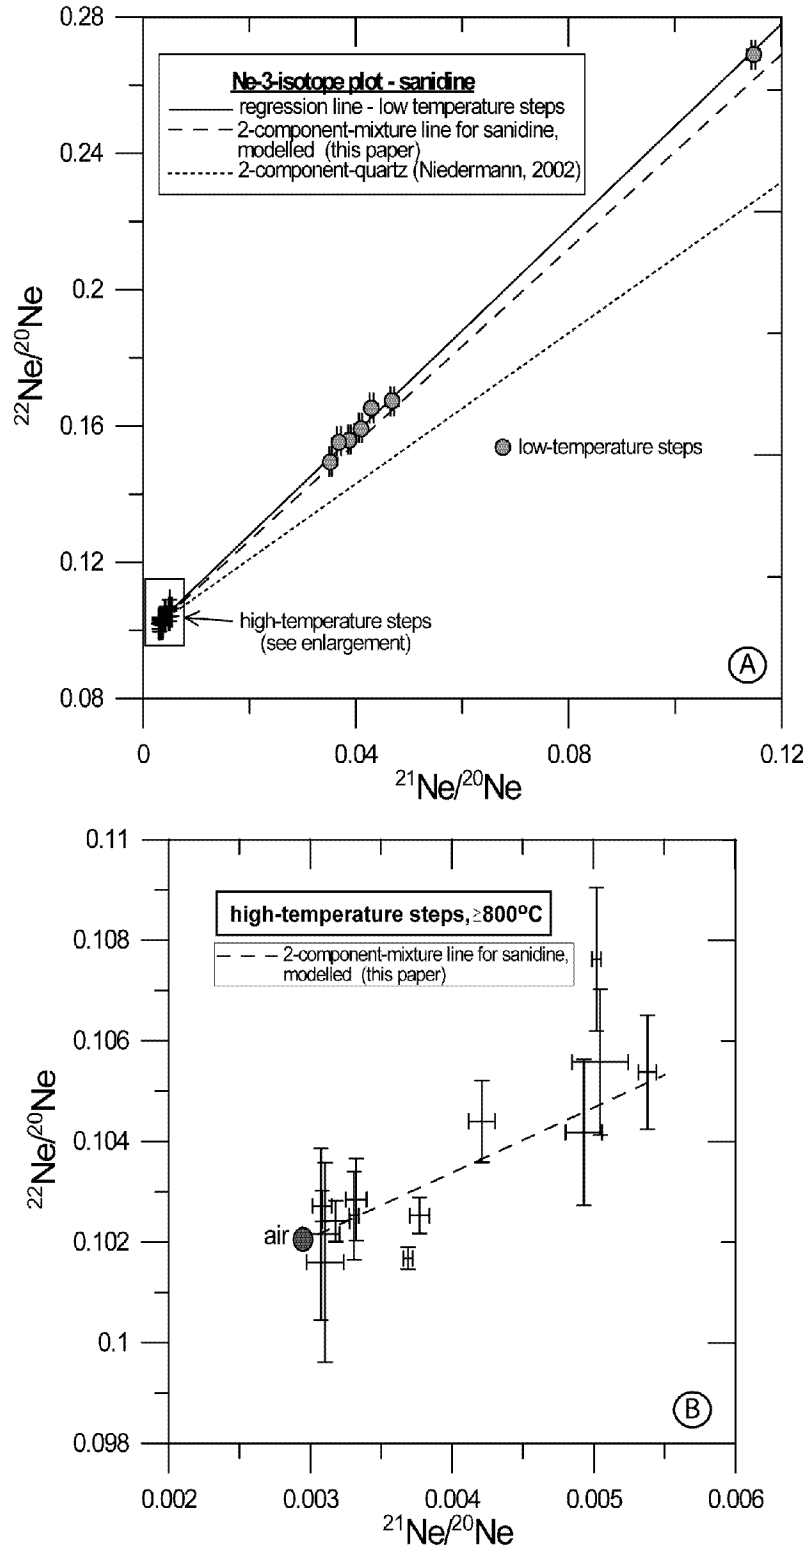 0.28
Ne-3-isotope plot - sanidine
regression line - low temperature steps
2-component-mixture line for sanidine,
modelled (this paper)
2-component-quartz (Niedermann, 2002)
0.24
0.2
²²Ne/²⁰Ne
0.16
low-temperature steps
0.12
high-temperature steps
(see enlargement)
A
0.08
0
0.04
0.08
0.12
²¹Ne/²⁰Ne
0.11
high-temperature steps, ≥800°C
2-component-mixture line for sanidine,
modelled (this paper)
0.108
0.106
²²Ne/²⁰Ne
0.104
air
0.102
0.1
B
0.098
0.002
0.003
0.004
0.005
0.006
²¹Ne/²⁰Ne